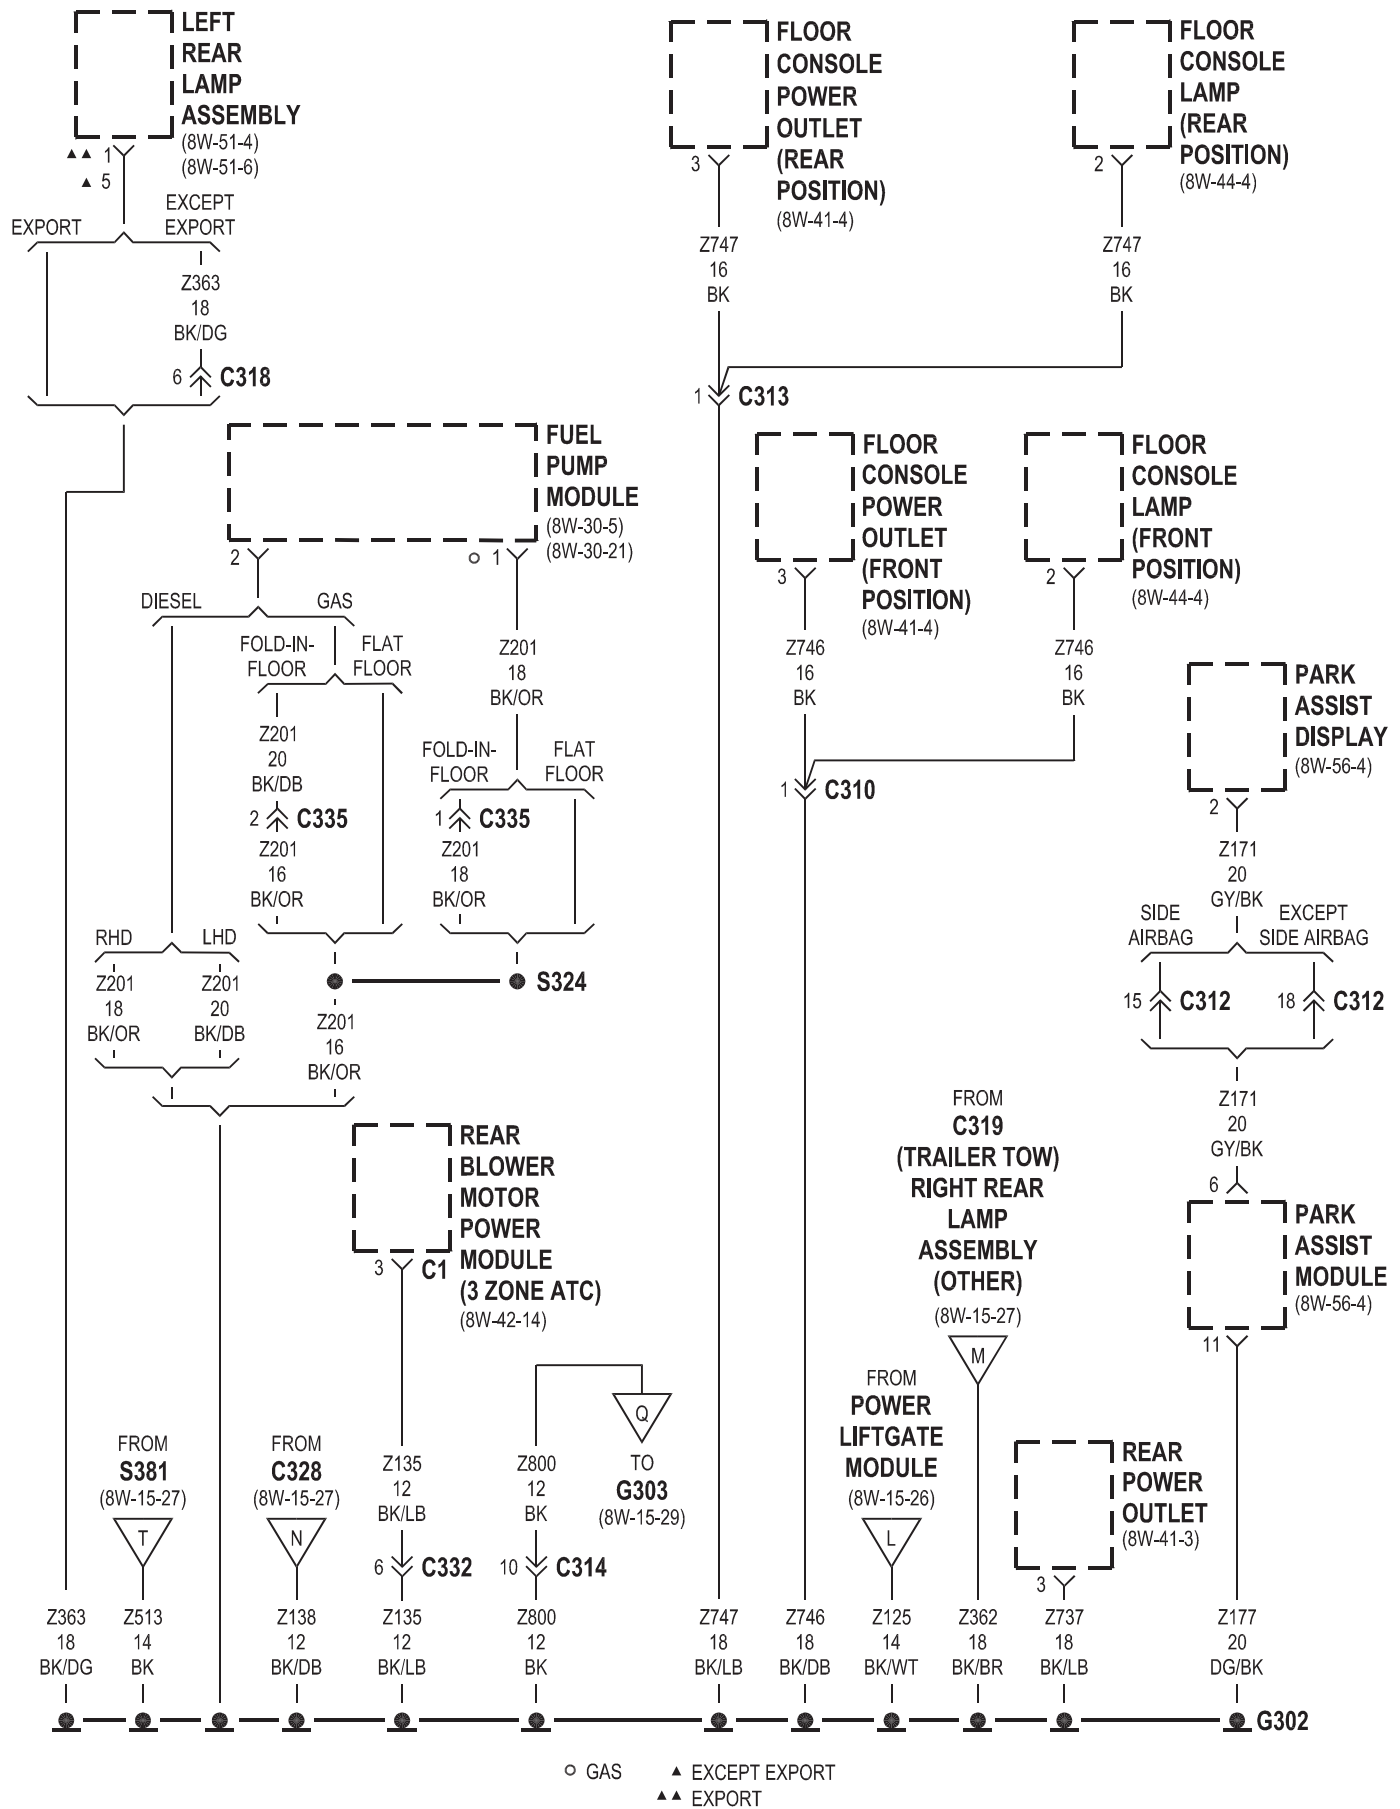 LEFT
REAR
LAMP
ASSEMBLY
(8W-51-4)
(8W-51-6)
▲▲ 1
▲ 5
EXPORT
EXCEPT
EXPORT
Z363
18
BK/DG
6
C318
FLOOR
CONSOLE
POWER
OUTLET
(REAR
POSITION)
(8W-41-4)
3
Z747
16
BK
FLOOR
CONSOLE
LAMP
(REAR
POSITION)
(8W-44-4)
2
Z747
16
BK
1
C313
FUEL
PUMP
MODULE
(8W-30-5)
(8W-30-21)
2
○ 1
DIESEL
GAS
FOLD-IN-
FLOOR
FLAT
FLOOR
Z201
20
BK/DB
2
C335
Z201
16
BK/OR
Z201
18
BK/OR
FOLD-IN-
FLOOR
FLAT
FLOOR
1
C335
Z201
18
BK/OR
RHD
LHD
Z201
18
BK/OR
Z201
20
BK/DB
S324
Z201
16
BK/OR
FLOOR
CONSOLE
POWER
OUTLET
(FRONT
POSITION)
(8W-41-4)
3
Z746
16
BK
FLOOR
CONSOLE
LAMP
(FRONT
POSITION)
(8W-44-4)
2
Z746
16
BK
1
C310
PARK
ASSIST
DISPLAY
(8W-56-4)
2
Z171
20
GY/BK
SIDE
AIRBAG
EXCEPT
SIDE AIRBAG
15
C312
18
C312
Z171
20
GY/BK
6
PARK
ASSIST
MODULE
(8W-56-4)
11
REAR
BLOWER
MOTOR
POWER
MODULE
(3 ZONE ATC)
(8W-42-14)
3
C1
Z135
12
BK/LB
6
C332
Z800
12
BK
10
C314
Q
TO
G303
(8W-15-29)
FROM
C319
(TRAILER TOW)
RIGHT REAR
LAMP
ASSEMBLY
(OTHER)
(8W-15-27)
M
FROM
POWER
LIFTGATE
MODULE
(8W-15-26)
L
REAR
POWER
OUTLET
(8W-41-3)
3
FROM
S381
(8W-15-27)
T
FROM
C328
(8W-15-27)
N
Z363
18
BK/DG
Z513
14
BK
Z138
12
BK/DB
Z135
12
BK/LB
Z800
12
BK
Z747
18
BK/LB
Z746
18
BK/DB
Z125
14
BK/WT
Z362
18
BK/BR
Z737
18
BK/LB
Z177
20
DG/BK
G302
○ GAS
▲ EXCEPT EXPORT
▲▲ EXPORT